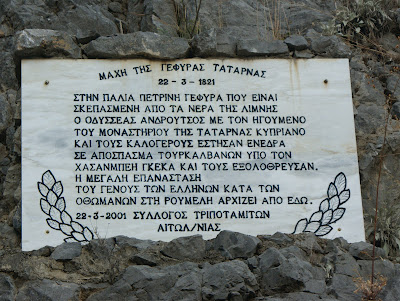 ΜΑΧΗ ΤΗΣ ΓΕΦΥΡΑΣ ΤΑΤΑΡΝΑΣ
22 - 3 - 1821
ΣΤΗΝ ΠΑΛΙΑ ΠΕΤΡΙΝΗ ΓΕΦΥΡΑ ΠΟΥ ΕΙΝΑΙ
ΣΚΕΠΑΣΜΕΝΗ ΑΠΟ ΤΑ ΝΕΡΑ ΤΗΣ ΛΙΜΝΗΣ
Ο ΟΔΥΣΣΕΑΣ ΑΝΔΡΟΥΤΣΟΣ ΜΕ ΤΟΝ ΗΓΟΥΜΕΝΟ
ΤΟΥ ΜΟΝΑΣΤΗΡΙΟΥ ΤΗΣ ΤΑΤΑΡΝΑΣ ΚΥΠΡΙΑΝΟ
ΚΑΙ ΤΟΥΣ ΚΑΛΟΓΕΡΟΥΣ ΕΣΤΗΣΑΝ ΕΝΕΔΡΑ
ΣΕ ΑΠΟΣΠΑΣΜΑ ΤΟΥΡΚΑΛΒΑΝΩΝ ΥΠΟ ΤΟΝ
ΧΑΣΑΝΜΠΕΗ ΓΚΕΚΑ ΚΑΙ ΤΟΥΣ ΕΞΟΛΟΘΡΕΥΣΑΝ.
Η ΜΕΓΑΛΗ ΕΠΑΝΑΣΤΑΣΗ
ΤΟΥ ΓΕΝΟΥΣ ΤΩΝ ΕΛΛΗΝΩΝ ΚΑΤΑ ΤΩΝ
ΟΘΩΜΑΝΩΝ ΣΤΗ ΡΟΥΜΕΛΗ ΑΡΧΙΖΕΙ ΑΠΟ ΕΔΩ.
22-3-2001 ΣΥΛΛΟΓΟΣ ΤΡΙΠΟΤΑΜΙΤΩΝ
ΑΙΤΩΛ/ΝΙΑΣ